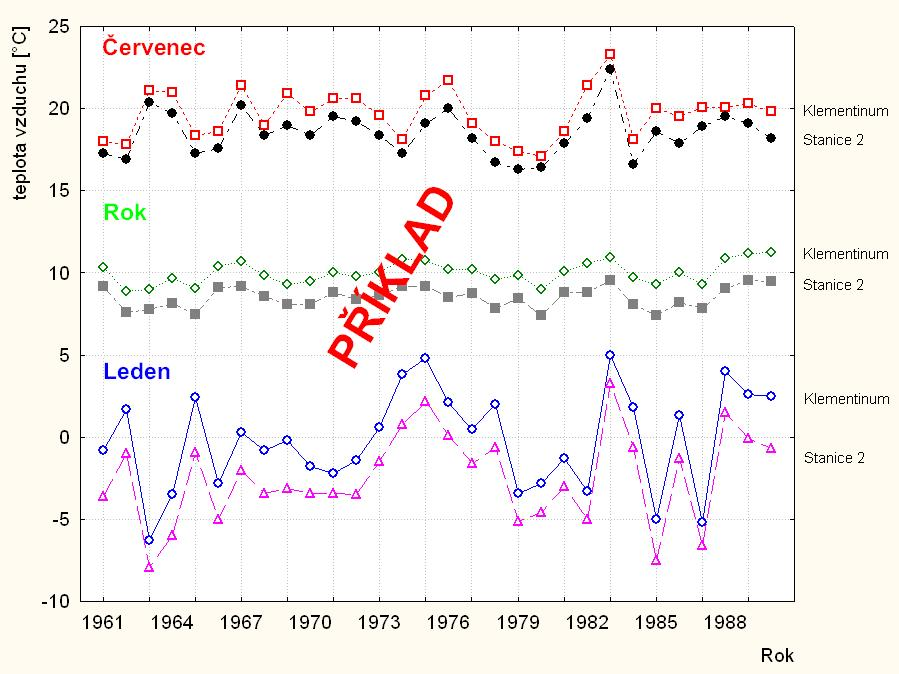 teplota vzduchu [°C]
25
20
15
10
5
0
-5
-10
Červenec
Klementinum
Stanice 2
Rok
Klementinum
Stanice 2
PŘÍKLAD
Leden
Klementinum
Stanice 2
1961 1964 1967 1970 1973 1976 1979 1982 1985 1988
Rok